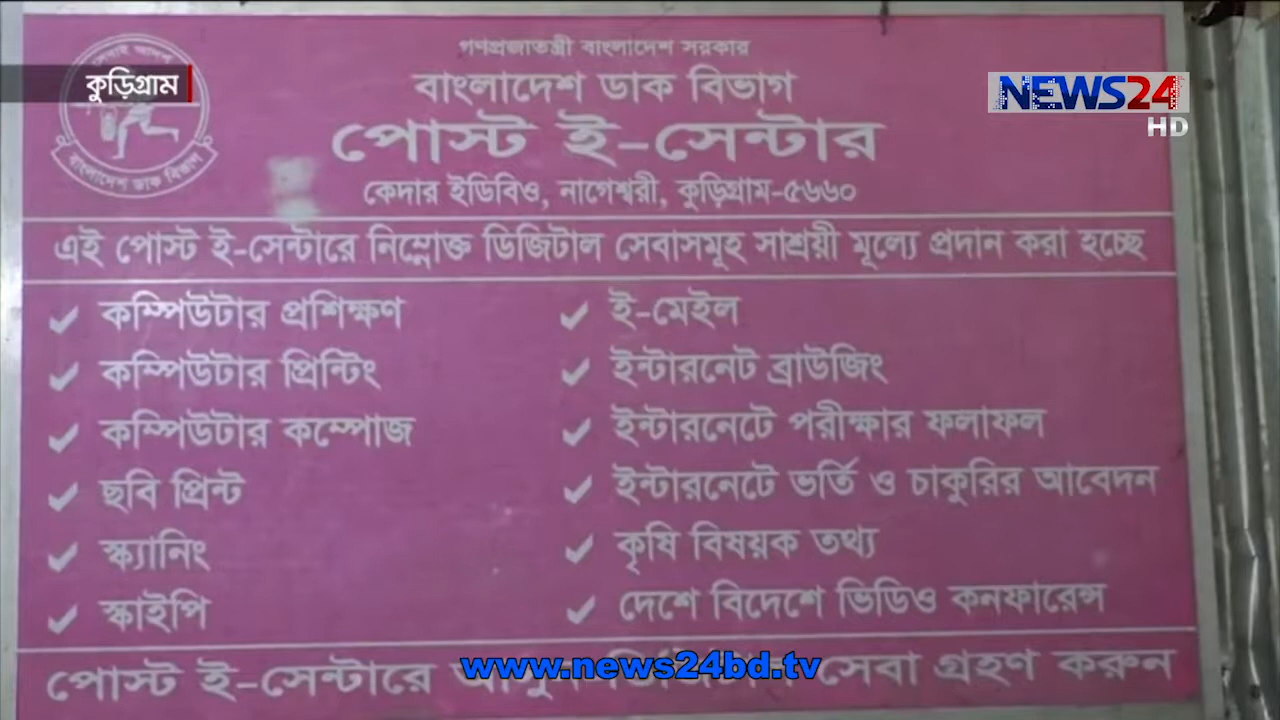 গণপ্রজাতন্ত্রী বাংলাদেশ সরকার
বাংলাদেশ ডাক বিভাগ
পোস্ট ই-সেন্টার
কেদার ইডিবিও, নাগেশ্বরী, কুড়িগ্রাম-৫৬৬০
কুড়িগ্রাম
বাংলাদেশ ডাক বিভাগ
NEWS24
HD
এই পোস্ট ই-সেন্টারে নিম্নোক্ত ডিজিটাল সেবাসমূহ সাশ্রয়ী মূল্যে প্রদান করা হচ্ছে
কম্পিউটার প্রশিক্ষণ
কম্পিউটার প্রিন্টিং
কম্পিউটার কম্পোজ
ছবি প্রিন্ট
স্ক্যানিং
স্কাইপি
ই-মেইল
ইন্টারনেট ব্রাউজিং
ইন্টারনেটে পরীক্ষার ফলাফল
ইন্টারনেটে ভর্তি ও চাকুরির আবেদন
কৃষি বিষয়ক তথ্য
দেশে বিদেশে ভিডিও কনফারেন্স
পোস্ট ই-সেন্টারে সেবা গ্রহণ করুন
www.news24bd.tv